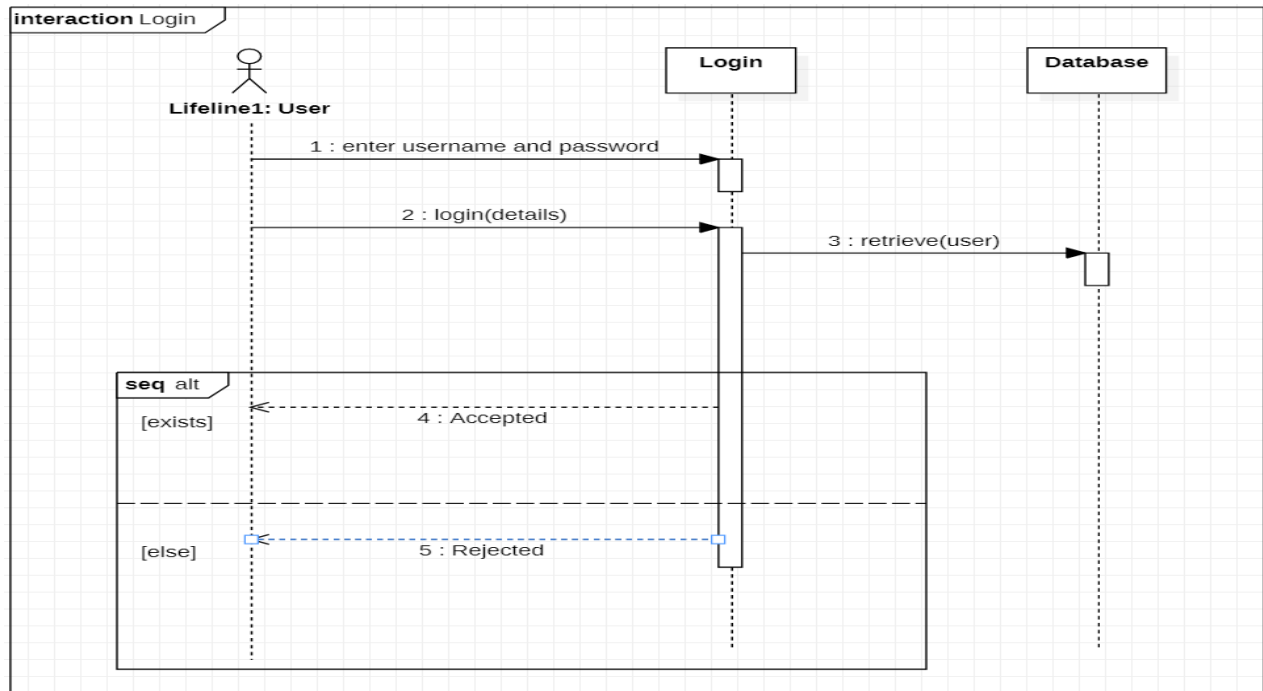 interaction Login
Login
Database
Lifeline1: User
1 : enter username and password
2 : login(details)
3 : retrieve(user)
seq alt
[exists]
4 : Accepted
[else]
5 : Rejected